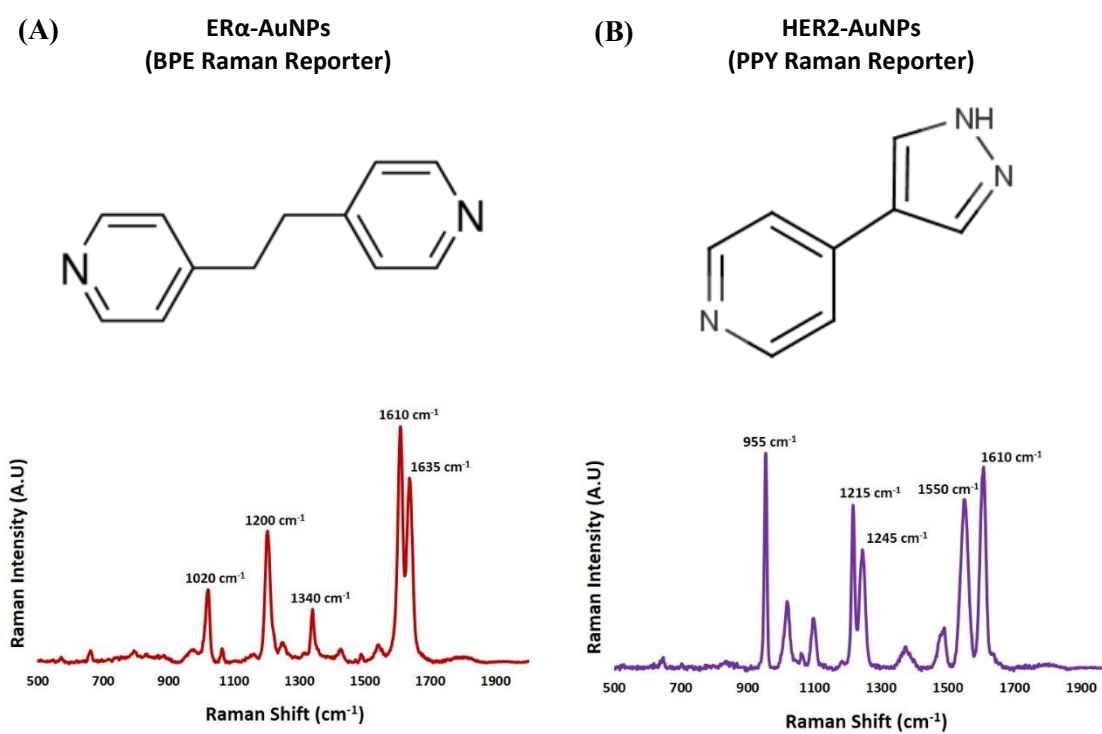 (A)
ERα-AuNPs
(BPE Raman Reporter)
N
N
1610 cm⁻¹
1635 cm⁻¹
1200 cm⁻¹
1020 cm⁻¹
1340 cm⁻¹
Raman Intensity (A.U)
500 700 900 1100 1300 1500 1700 1900
Raman Shift (cm⁻¹)
(B)
HER2-AuNPs
(PPY Raman Reporter)
NH
N
N
955 cm⁻¹
1610 cm⁻¹
1215 cm⁻¹
1550 cm⁻¹
1245 cm⁻¹
Raman Intensity (A.U)
500 700 900 1100 1300 1500 1700 1900
Raman Shift (cm⁻¹)